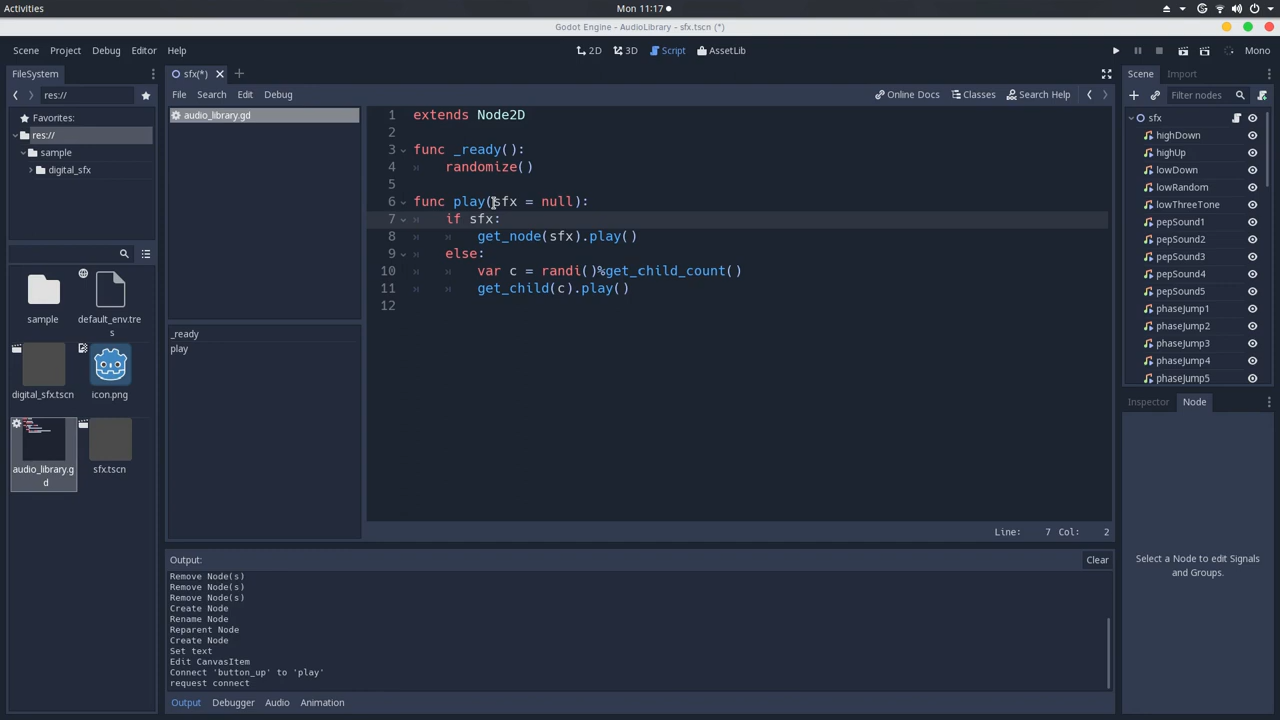 Activities
Mon 11:17
Godot Engine - AudioLibrary - sfx.tscn (*)
Scene Project Debug Editor Help
2D 3D Script AssetLib
Mono
FileSystem
res://
Favorites:
res://
sample
digital_sfx
sample
default_env.tre
s
digital_sfx.tscn
icon.png
audio_library.g
d
sfx.tscn
sfx(*)
File Search Edit Debug
Online Docs Classes Search Help
audio_library.gd
_ready
play
1 extends Node2D
2
3 func _ready():
4 randomize()
5
6 func play(sfx = null):
7 if sfx:
8 get_node(sfx).play()
9 else:
10 var c = randi()%get_child_count()
11 get_child(c).play()
12
Line: 7 Col: 2
Output:
Clear
Remove Node(s)
Remove Node(s)
Remove Node(s)
Create Node
Rename Node
Reparent Node
Create Node
Set text
Edit CanvasItem
Connect 'button_up' to 'play'
request connect
Output Debugger Audio Animation
Scene Import
Filter nodes
sfx
highDown
highUp
lowDown
lowRandom
lowThreeTone
pepSound1
pepSound2
pepSound3
pepSound4
pepSound5
phaseJump1
phaseJump2
phaseJump3
phaseJump4
phaseJump5
Inspector Node
Select a Node to edit Signals
and Groups.